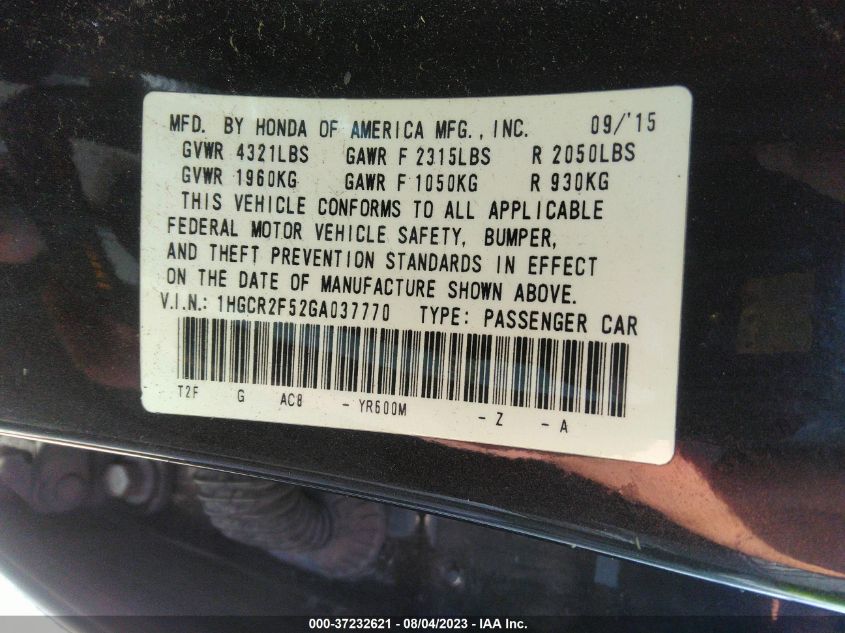 MFD. BY HONDA OF AMERICA MFG., INC. 09/'15
GVWR 4321LBS GAWR F 2315LBS R 2050LBS
GVWR 1960KG GAWR F 1050KG R 930KG
THIS VEHICLE CONFORMS TO ALL APPLICABLE
FEDERAL MOTOR VEHICLE SAFETY, BUMPER,
AND THEFT PREVENTION STANDARDS IN EFFECT
ON THE DATE OF MANUFACTURE SHOWN ABOVE.
V.I.N.: 1HGCR2F52GA037770 TYPE: PASSENGER CAR
T2F G AC8 - YR600M - Z - A
000-37232621 / 08/04/2023 - IAA Inc.